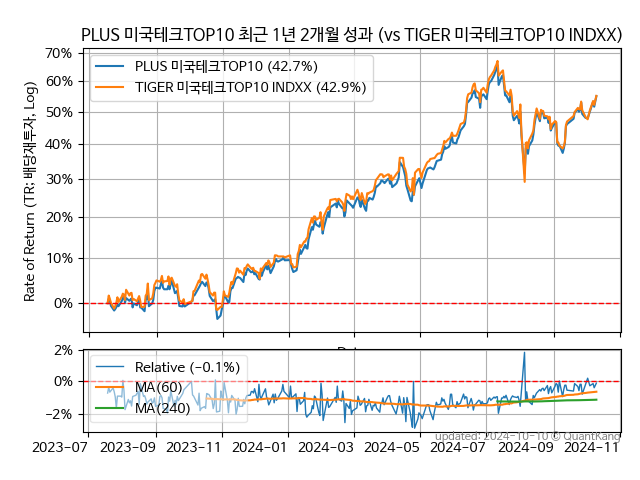 PLUS 미국테크TOP10 최근 1년 2개월 성과 (vs TIGER 미국테크TOP10 INDXX)
70%
60%
50%
40%
30%
20%
10%
0%
Rate of Return (TR: 배당재투자, Log)
PLUS 미국테크TOP10 (42.7%)
TIGER 미국테크TOP10 INDXX (42.9%)
2%
0%
−2%
Relative (−0.1%)
MA(60)
MA(240)
updated: 2024-10-10 © QuantKang
2023-07 2023-09 2023-11 2024-01 2024-03 2024-05 2024-07 2024-09 2024-11